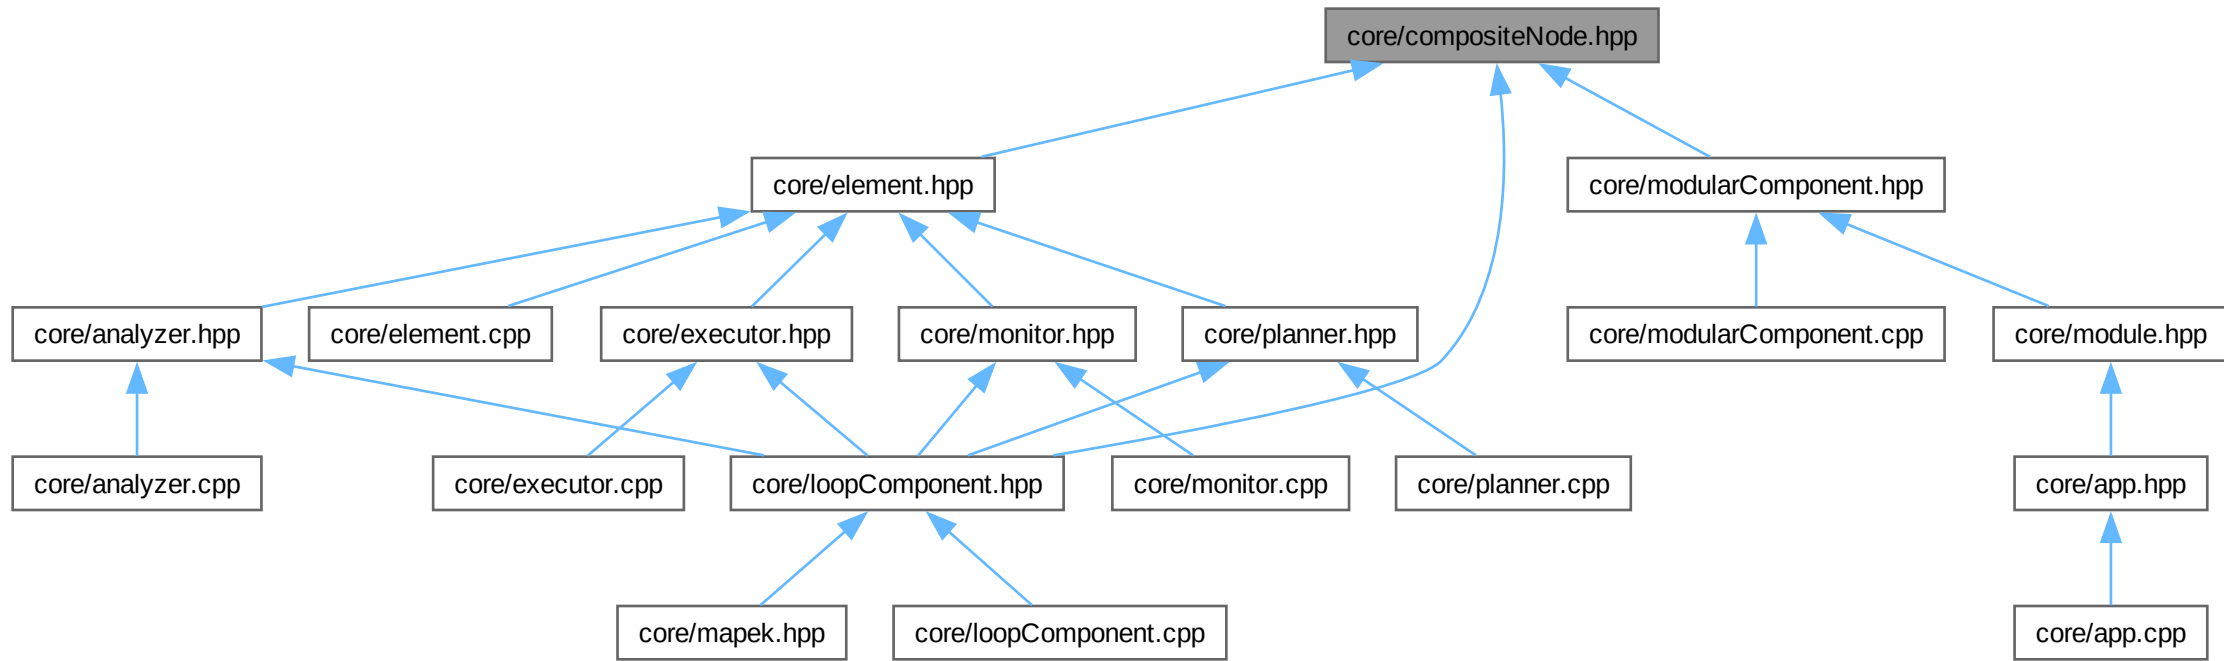 core/compositeNode.hpp
core/element.hpp
core/modularComponent.hpp
core/analyzer.hpp
core/element.cpp
core/executor.hpp
core/monitor.hpp
core/planner.hpp
core/modularComponent.cpp
core/module.hpp
core/analyzer.cpp
core/executor.cpp
core/loopComponent.hpp
core/monitor.cpp
core/planner.cpp
core/app.hpp
core/mapek.hpp
core/loopComponent.cpp
core/app.cpp